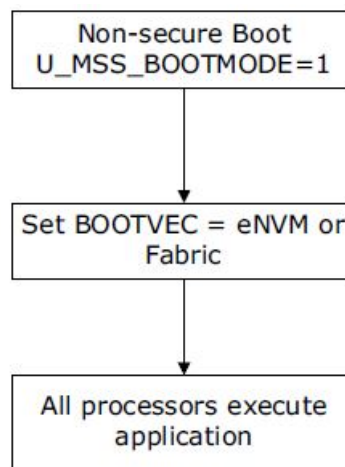 Non-secure Boot
U_MSS_BOOTMODE=1
Set BOOTVEC = eNVM or
Fabric
All processors execute
application